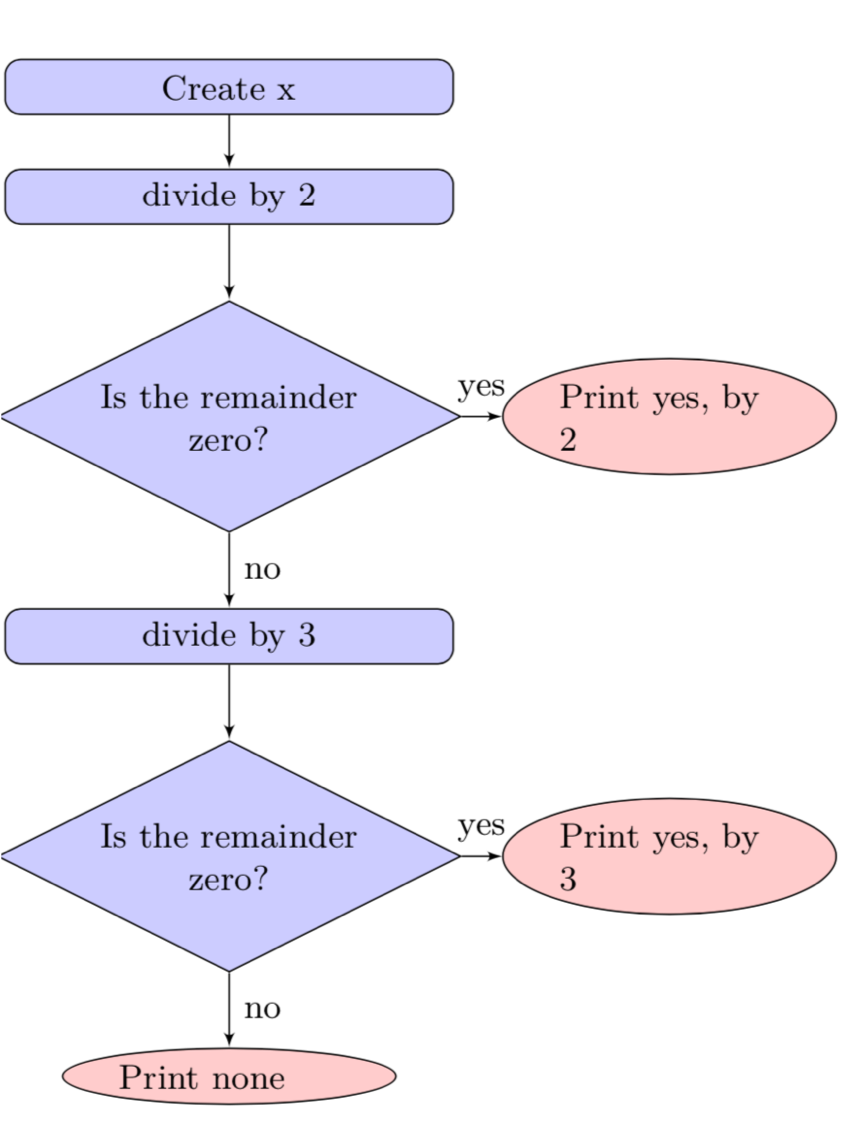 Create x
divide by 2
Is the remainder
zero?
yes
Print yes, by
2
no
divide by 3
Is the remainder
zero?
yes
Print yes, by
3
no
Print none